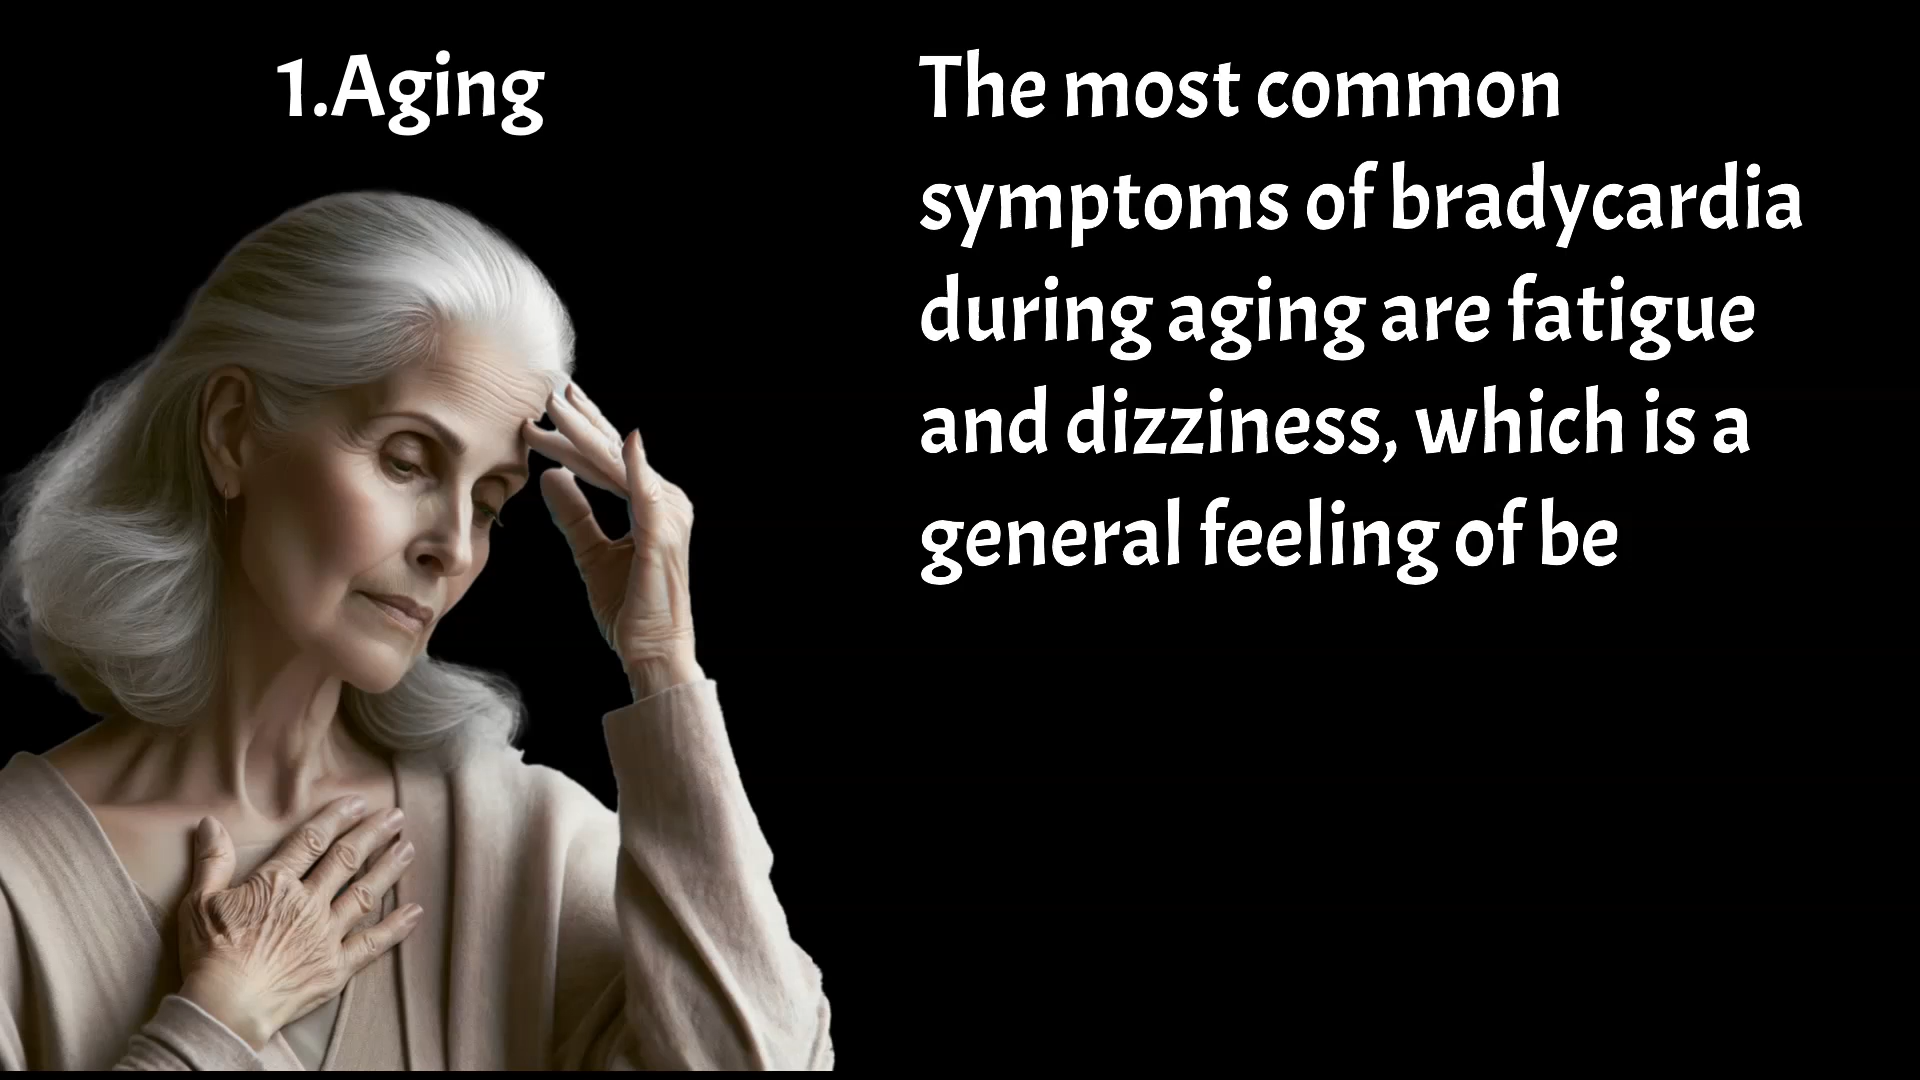 1.Aging
The most common
symptoms of bradycardia
during aging are fatigue
and dizziness, which is a
general feeling of be